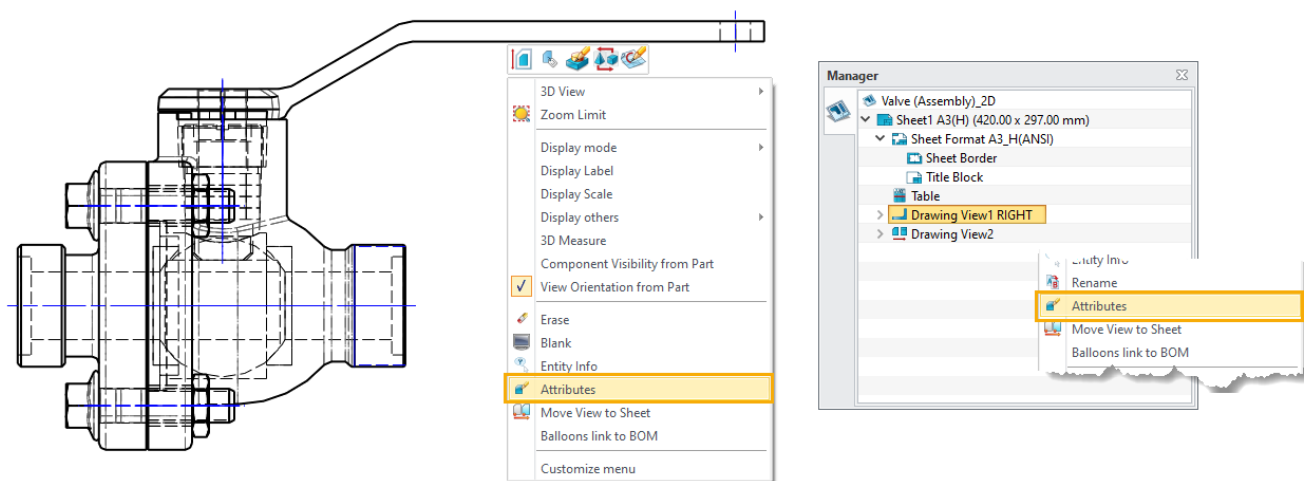 3D View
Zoom Limit
Display mode
Display Label
Display Scale
Display others
3D Measure
Component Visibility from Part
View Orientation from Part
Erase
Blank
Entity Info
Attributes
Move View to Sheet
Balloons link to BOM
Customize menu
Manager
Valve (Assembly)_2D
Sheet1 A3(H) (420.00 x 297.00 mm)
Sheet Format A3_H(ANSI)
Sheet Border
Title Block
Table
Drawing View1 RIGHT
Drawing View2
Entity Info
Rename
Attributes
Move View to Sheet
Balloons link to BOM